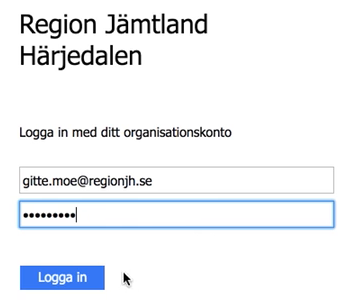 Region Jämtland
Härjedalen
Logga in med ditt organisationskonto
gitte.moe@regionjh.se
•••••••••
Logga in